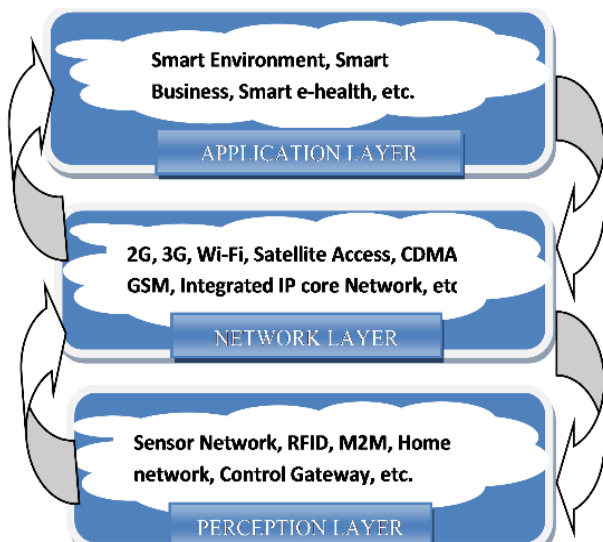 Smart Environment, Smart
Business, Smart e-health, etc.
APPLICATION LAYER
2G, 3G, Wi-Fi, Satellite Access, CDMA
GSM, Integrated IP core Network, etc
NETWORK LAYER
Sensor Network, RFID, M2M, Home
network, Control Gateway, etc.
PERCEPTION LAYER